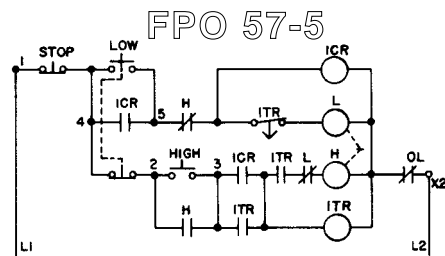 FPO 57-5
1 STOP LOW ICR
4 ICR 5 H ITR L
2 HIGH 3 ICR ITR L H OL X2
H ITR ITR
L1 L2